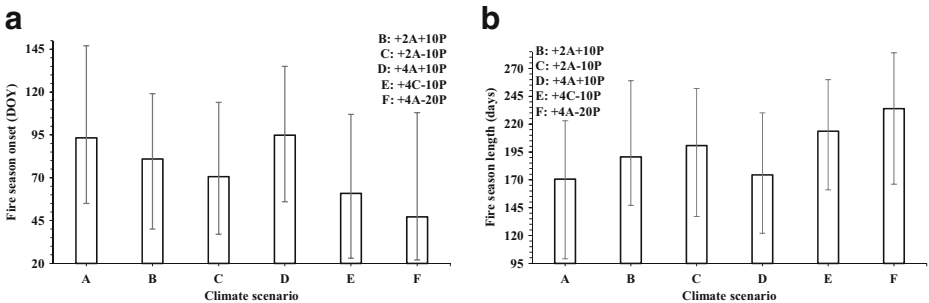 a
145
120
95
70
45
20
Fire season onset (DOY)
B: +2A+10P
C: +2A-10P
D: +4A+10P
E: +4C-10P
F: +4A-20P
A B C D E F
Climate scenario
b
270
245
220
195
170
145
120
95
Fire season length (days)
B: +2A+10P
C: +2A-10P
D: +4A+10P
E: +4C-10P
F: +4A-20P
A B C D E F
Climate scenario